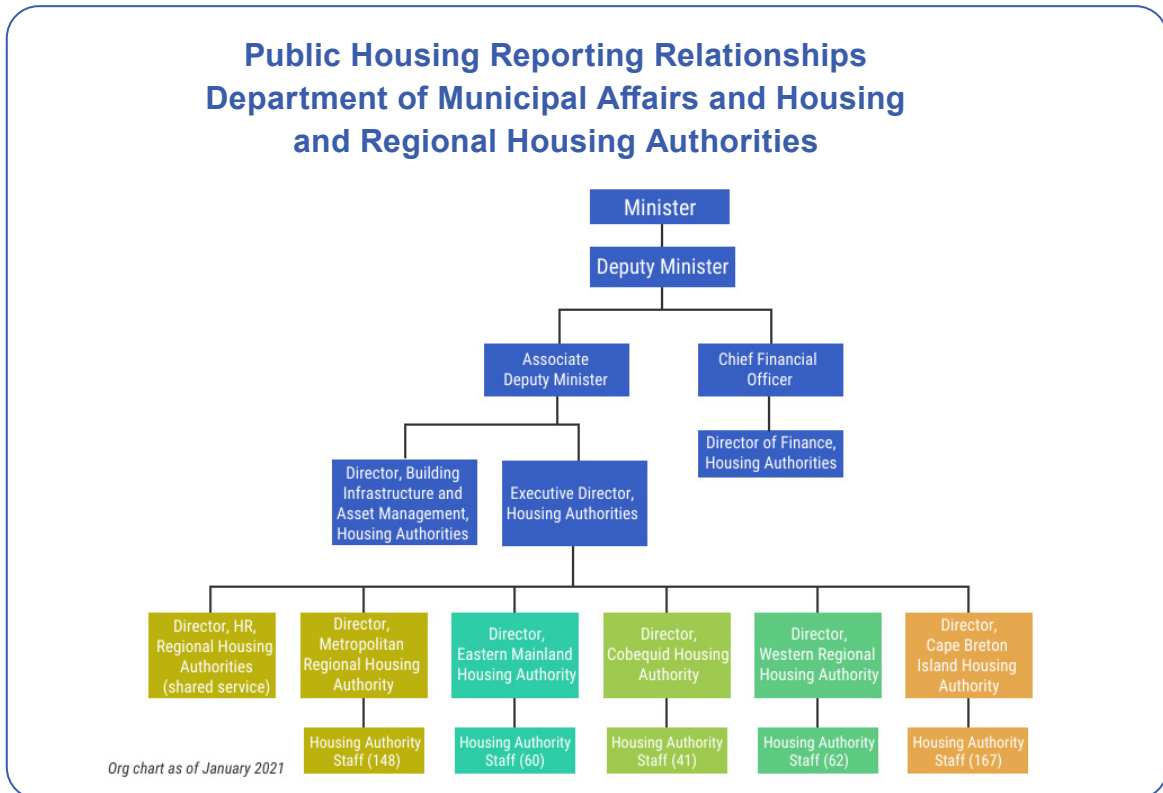 Public Housing Reporting Relationships
Department of Municipal Affairs and Housing
and Regional Housing Authorities
Minister
Deputy Minister
Associate
Deputy Minister
Chief Financial
Officer
Director of Finance,
Housing Authorities
Director, Building
Infrastructure and
Asset Management,
Housing Authorities
Executive Director,
Housing Authorities
Director, HR,
Regional Housing
Authorities
(shared service)
Director,
Metropolitan
Regional Housing
Authority
Director,
Eastern Mainland
Housing Authority
Director,
Cobequid Housing
Authority
Director,
Western Regional
Housing Authority
Director,
Cape Breton
Island Housing
Authority
Housing Authority
Staff (148)
Housing Authority
Staff (60)
Housing Authority
Staff (41)
Housing Authority
Staff (62)
Housing Authority
Staff (167)
Org chart as of January 2021